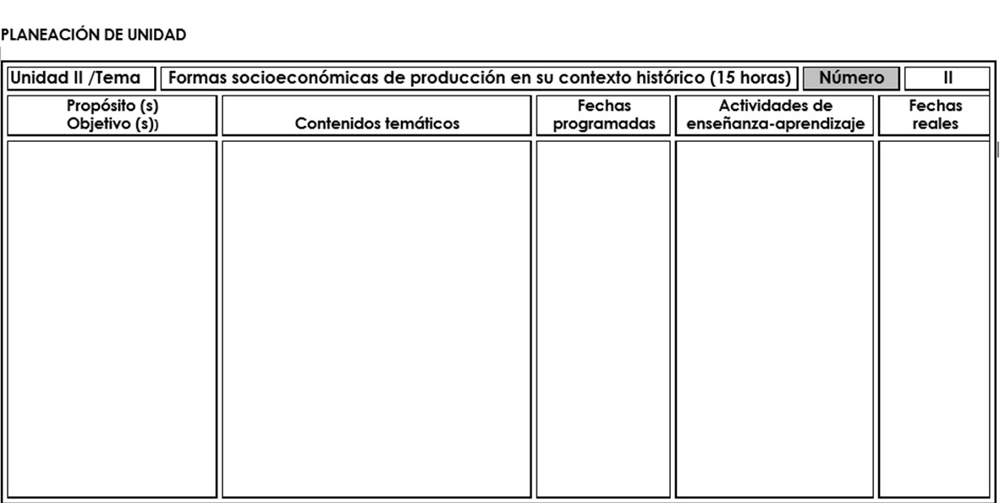 PLANEACIÓN DE UNIDAD
Unidad II /Tema
Formas socioeconómicas de producción en su contexto histórico (15 horas)
Número
II
Propósito (s)
Objetivo (s))
Contenidos temáticos
Fechas
programadas
Actividades de
enseñanza-aprendizaje
Fechas
reales